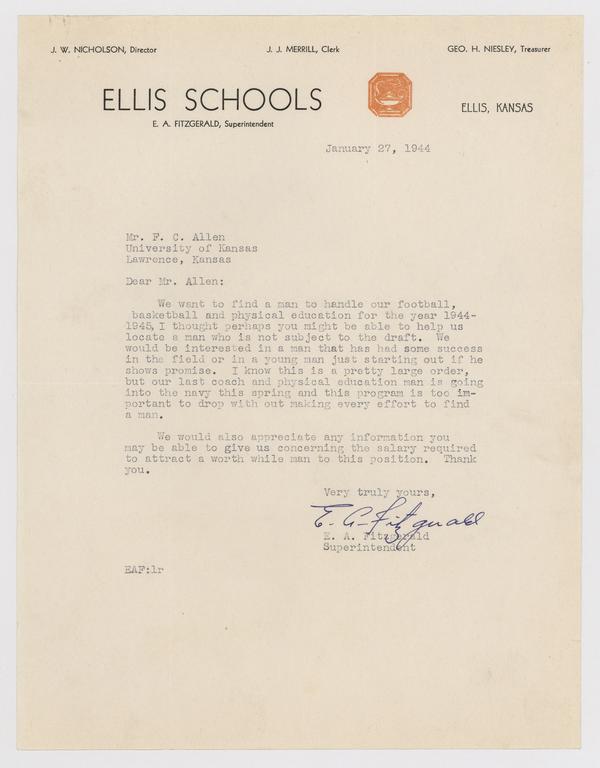 J. W. NICHOLSON, Director
J. J. MERRILL, Clerk
GEO. H. NIESLEY, Treasurer
ELLIS SCHOOLS
ELLIS, KANSAS
E. A. FITZGERALD, Superintendent
January 27, 1944
Mr. F. C. Allen
University of Kansas
Lawrence, Kansas
Dear Mr. Allen:
We want to find a man to handle our football,
basketball and physical education for the year 1944-
1945, I thought perhaps you might be able to help us
locate a man who is not subject to the draft. We
would be interested in a man that has had some success
in the field or in a young man just starting out if he
shows promise. I know this is a pretty large order,
but our last coach and physical education man is going
into the navy this spring and this program is too im-
portant to drop with out making every effort to find
a man.
We would also appreciate any information you
may be able to give us concerning the salary required
to attract a worth while man to this position. Thank
you.
Very truly yours,
E. A. Fitzgerald
E. A. Fitzgerald
Superintendent
EAF:lr